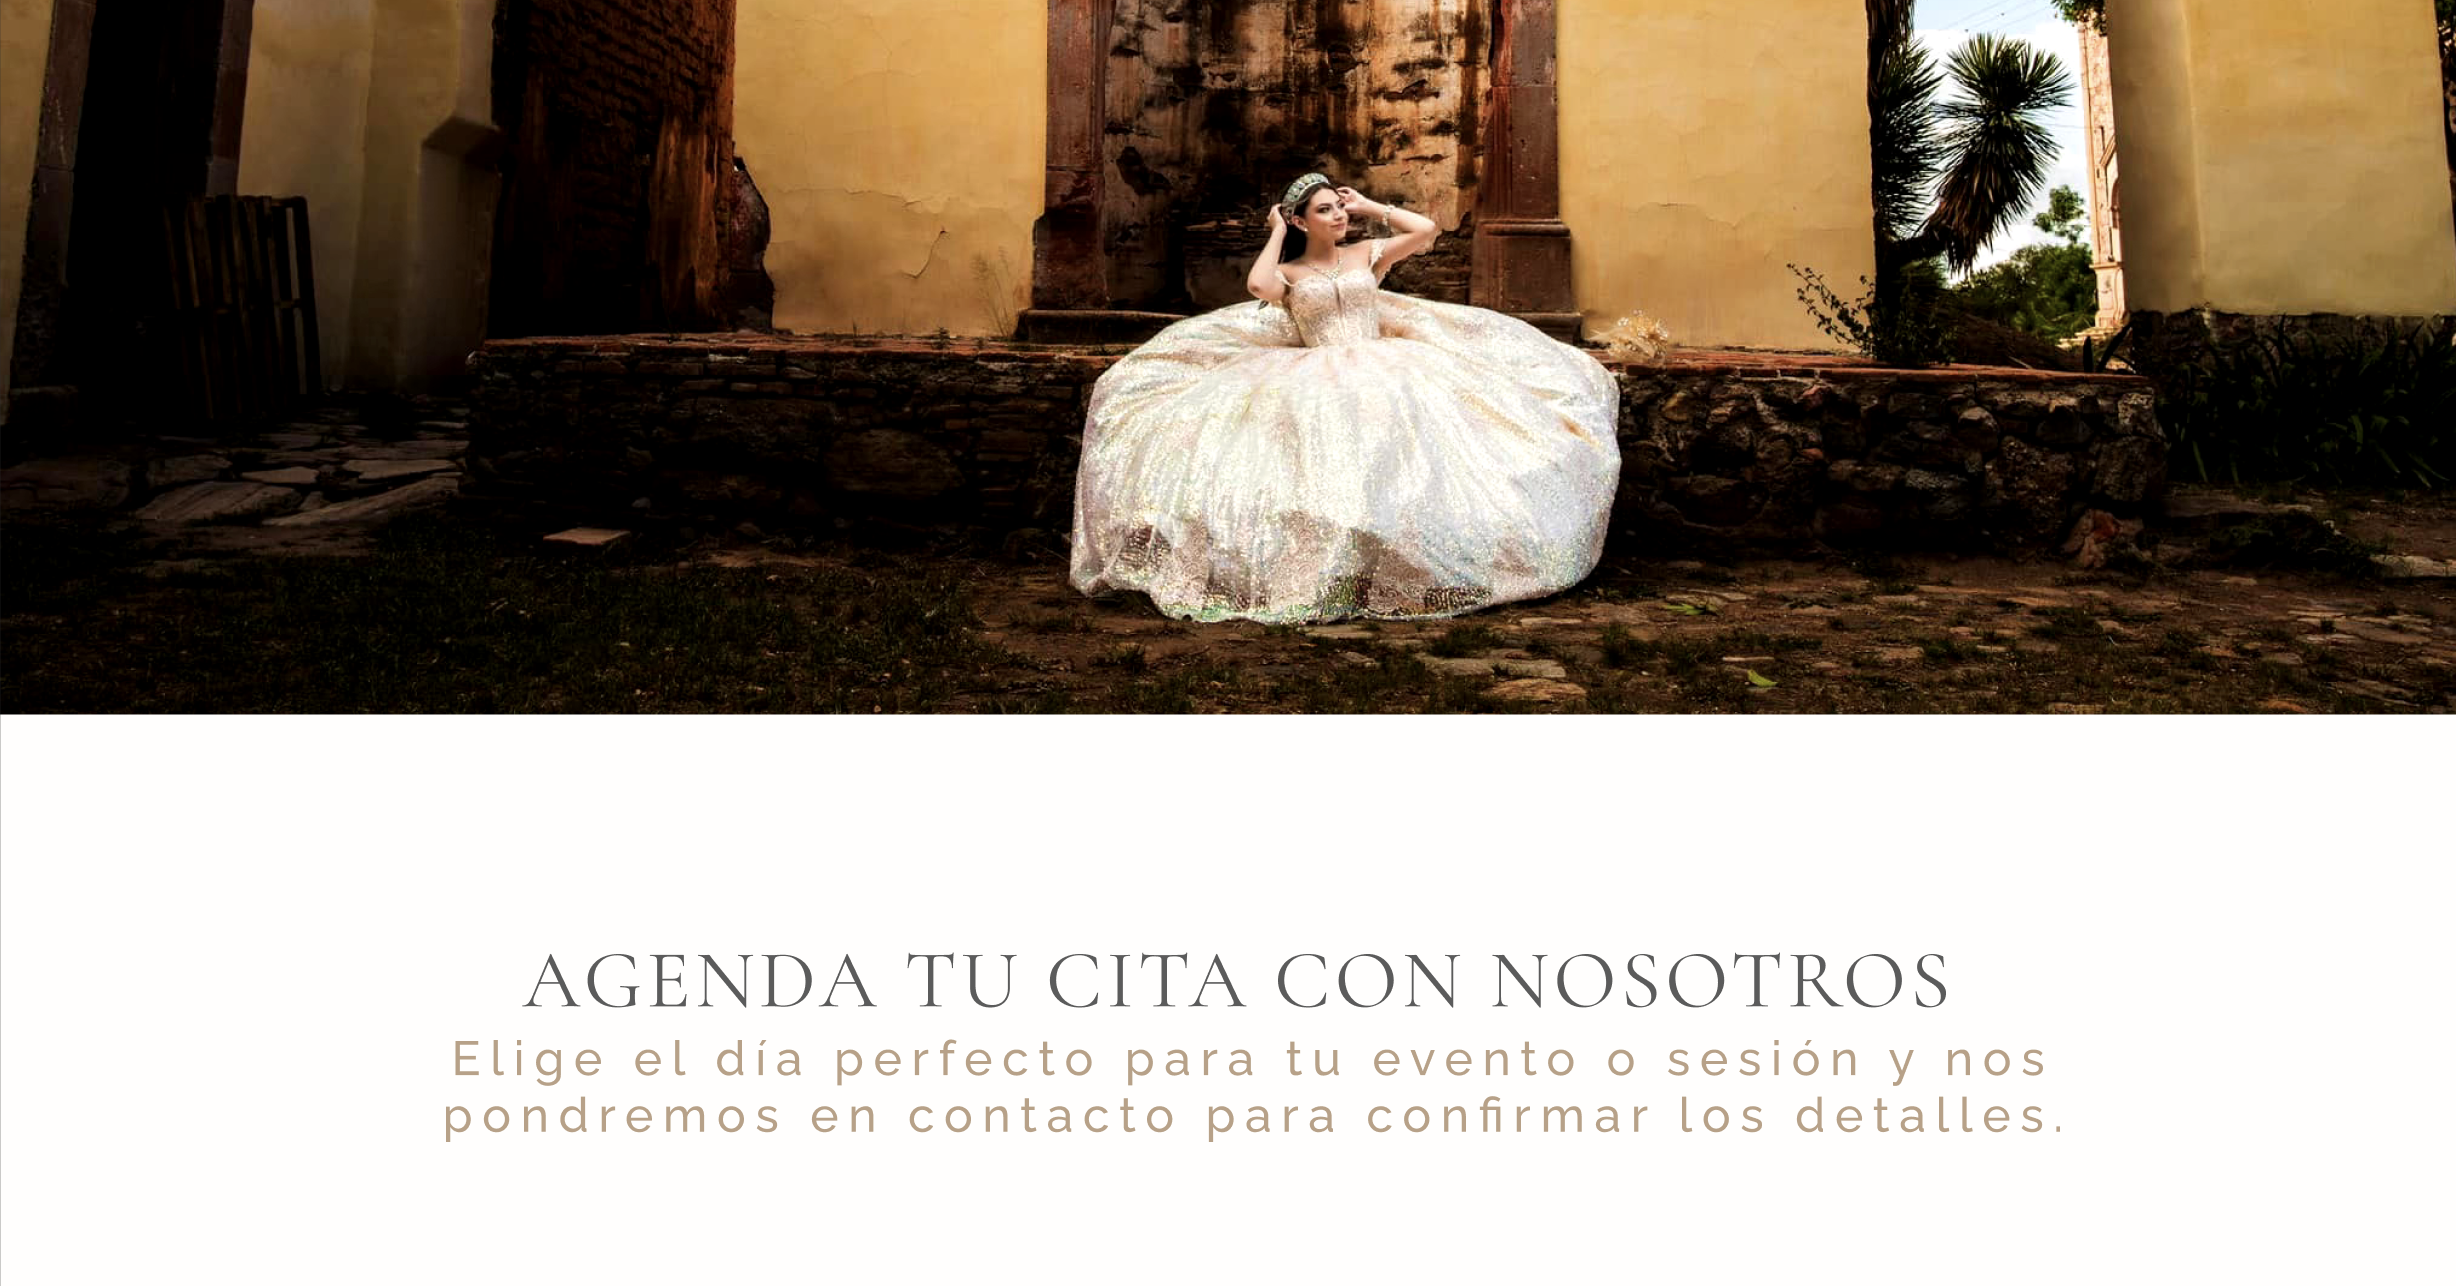 AGENDA TU CITA CON NOSOTROS
Elige el día perfecto para tu evento o sesión y nos
pondremos en contacto para confirmar los detalles.